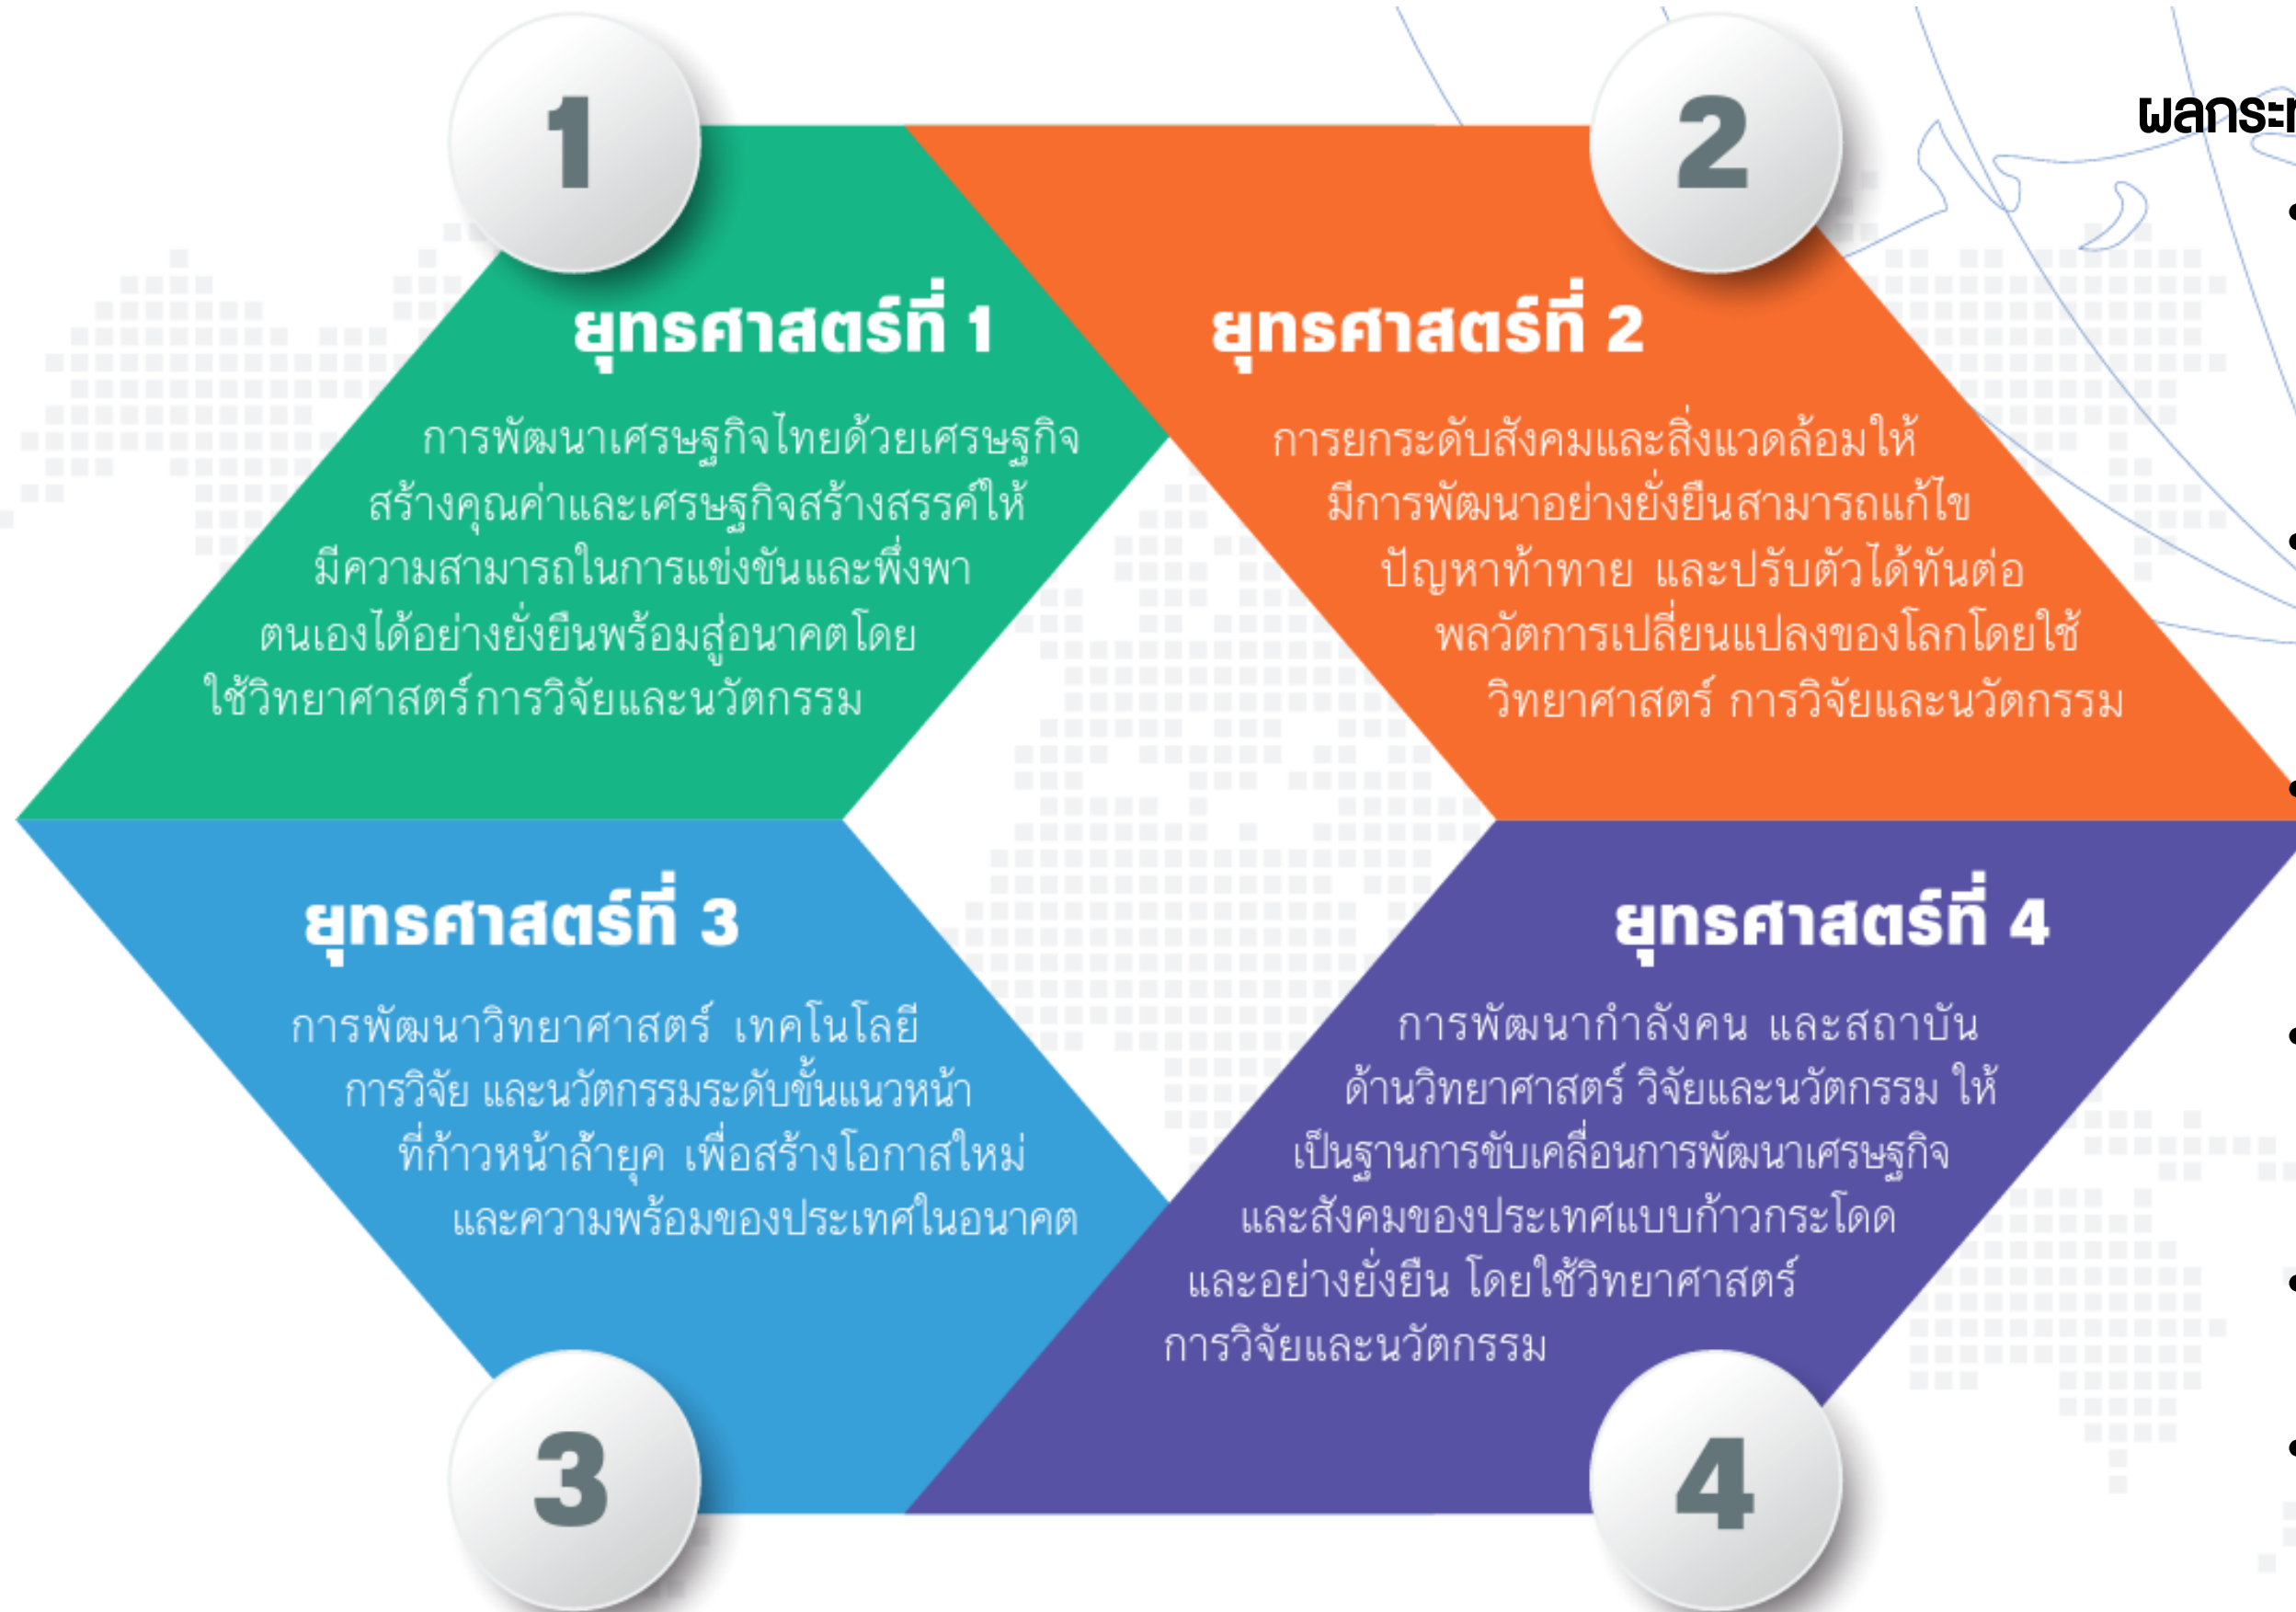 1
2
ยุทธศาสตร์ที่ 1
การพัฒนาเศรษฐกิจไทยด้วยเศรษฐกิจ
สร้างคุณค่าและเศรษฐกิจสร้างสรรค์ให้
มีความสามารถในการแข่งขันและพึ่งพา
ตนเองได้อย่างยั่งยืนพร้อมสู่อนาคตโดย
ใช้วิทยาศาสตร์ การวิจัยและนวัตกรรม
ยุทธศาสตร์ที่ 2
การยกระดับสังคมและสิ่งแวดล้อมให้
มีการพัฒนาอย่างยั่งยืนสามารถแก้ไข
ปัญหาท้าทาย และปรับตัวได้ทันต่อ
พลวัตการเปลี่ยนแปลงของโลกโดยใช้
วิทยาศาสตร์ การวิจัยและนวัตกรรม
ยุทธศาสตร์ที่ 3
การพัฒนาวิทยาศาสตร์ เทคโนโลยี
การวิจัย และนวัตกรรมระดับขั้นแนวหน้า
ที่ก้าวหน้าล้ายุค เพื่อสร้างโอกาสใหม่
และความพร้อมของประเทศในอนาคต
ยุทธศาสตร์ที่ 4
การพัฒนากำลังคน และสถาบัน
ด้านวิทยาศาสตร์ วิจัยและนวัตกรรม ให้
เป็นฐานการขับเคลื่อนการพัฒนาเศรษฐกิจ
และสังคมของประเทศแบบก้าวกระโดด
และอย่างยั่งยืน โดยใช้วิทยาศาสตร์
การวิจัยและนวัตกรรม
3
4